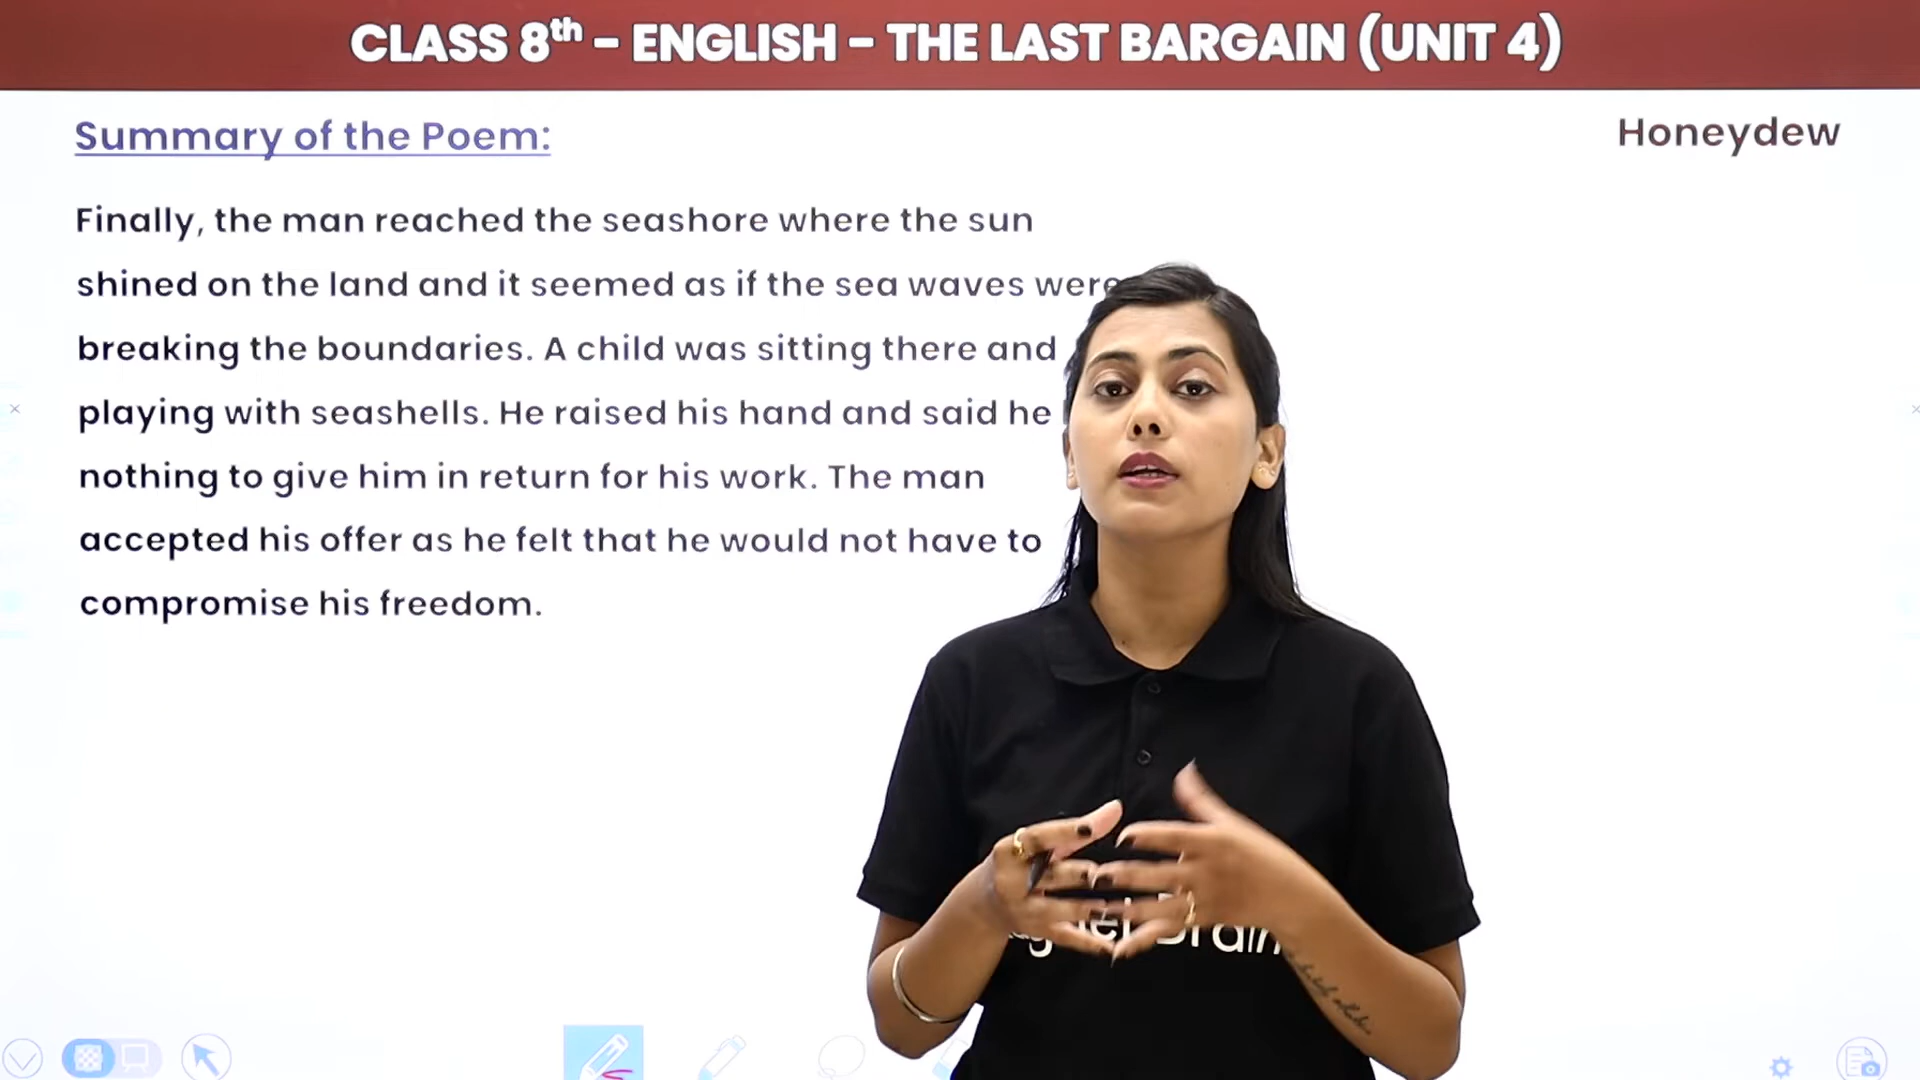 CLASS 8th - ENGLISH - THE LAST BARGAIN (UNIT 4)
Summary of the Poem:
Honeydew
Finally, the man reached the seashore where the sun
shined on the land and it seemed as if the sea waves were
breaking the boundaries. A child was sitting there and
playing with seashells. He raised his hand and said he
nothing to give him in return for his work. The man
accepted his offer as he felt that he would not have to
compromise his freedom.
Brain